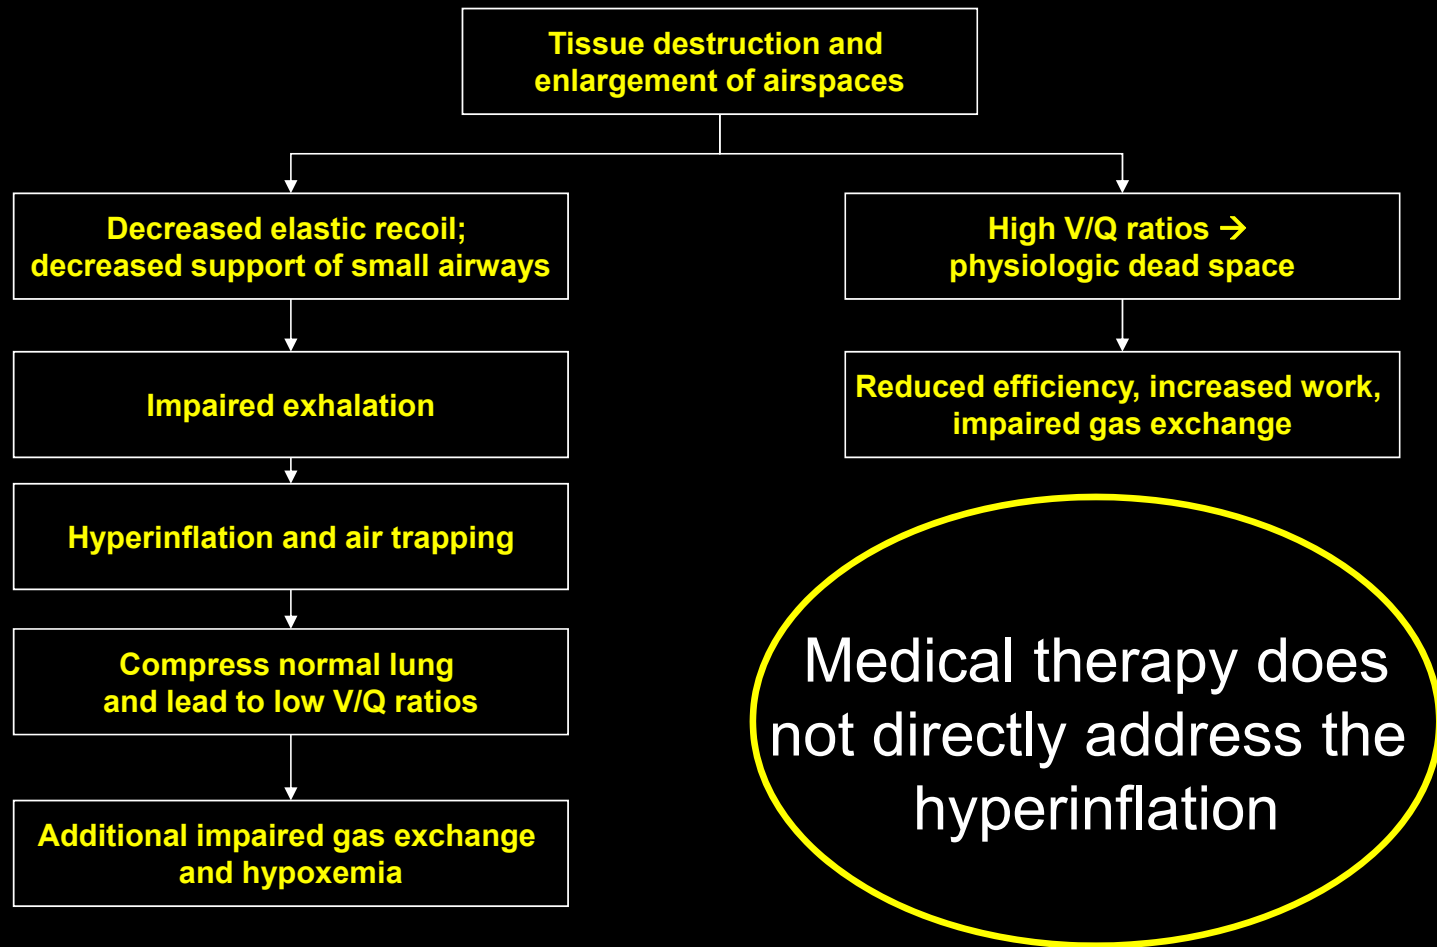 Tissue destruction and
enlargement of airspaces
Decreased elastic recoil;
decreased support of small airways
High V/Q ratios →
physiologic dead space
Impaired exhalation
Reduced efficiency, increased work,
impaired gas exchange
Hyperinflation and air trapping
Compress normal lung
and lead to low V/Q ratios
Additional impaired gas exchange
and hypoxemia
Medical therapy does
not directly address the
hyperinflation